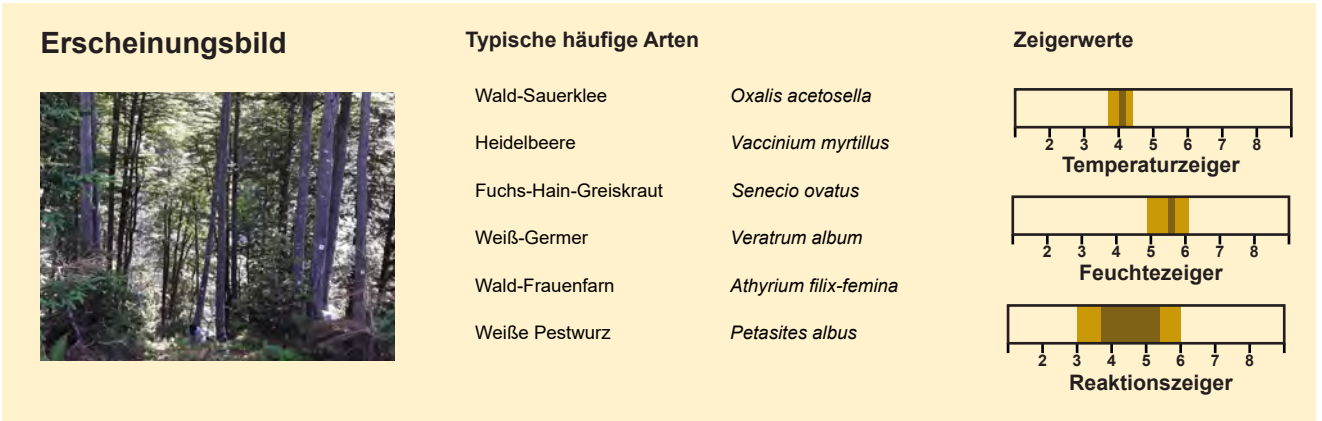 Erscheinungsbild
Typische häufige Arten
Wald-Sauerklee Oxalis acetosella
Heidelbeere Vaccinium myrtillus
Fuchs-Hain-Greiskraut Senecio ovatus
Weiß-Germer Veratrum album
Wald-Frauenfarn Athyrium filix-femina
Weiße Pestwurz Petasites albus
Zeigerwerte
2 3 4 5 6 7 8
Temperaturzeiger
2 3 4 5 6 7 8
Feuchtezeiger
2 3 4 5 6 7 8
Reaktionszeiger